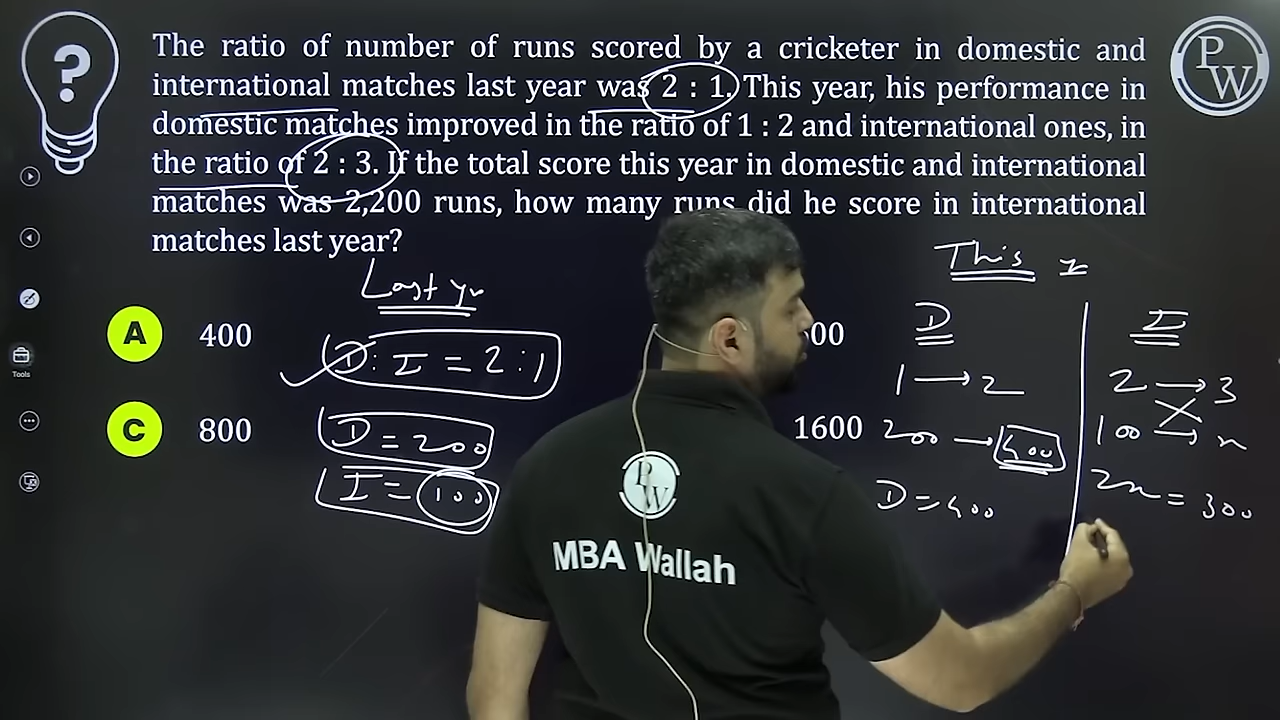 The ratio of number of runs scored by a cricketer in domestic and
international matches last year was 2 : 1. This year, his performance in
domestic matches improved in the ratio of 1 : 2 and international ones, in
the ratio of 2 : 3. If the total score this year in domestic and international
matches was 2,200 runs, how many runs did he score in international
matches last year?
P
W
A 400
00
C 800
1600
Last yr
D : I = 2 : 1
D = 200
I = 100
This
D
1 → 2
200 → 400
D = 400
I
2 → 3
100 → x
2x = 300
P
W
MBA Wallah
Tools